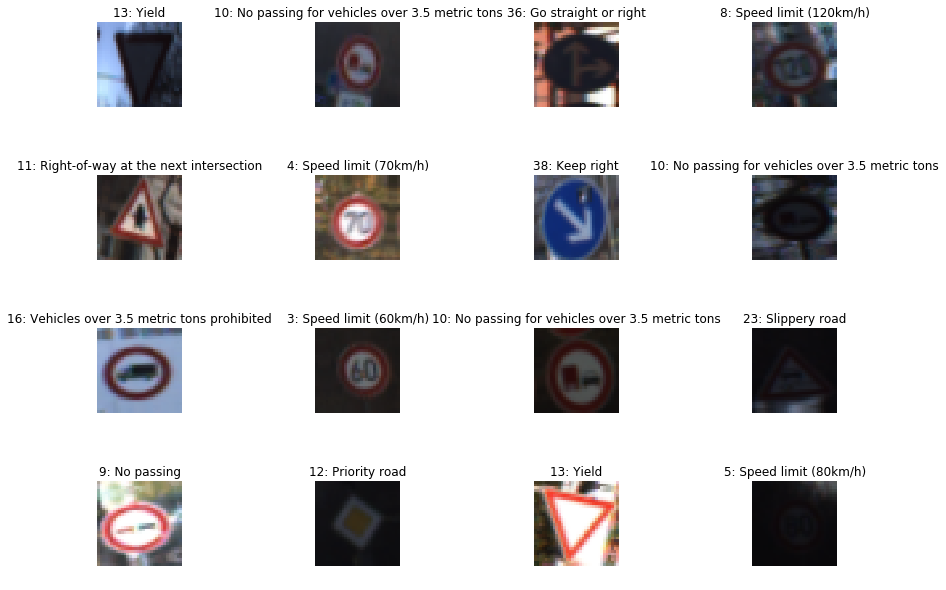 13: Yield
10: No passing for vehicles over 3.5 metric tons
36: Go straight or right
8: Speed limit (120km/h)
120
11: Right-of-way at the next intersection
4: Speed limit (70km/h)
38: Keep right
10: No passing for vehicles over 3.5 metric tons
70
16: Vehicles over 3.5 metric tons prohibited
3: Speed limit (60km/h)
10: No passing for vehicles over 3.5 metric tons
23: Slippery road
60
9: No passing
12: Priority road
13: Yield
5: Speed limit (80km/h)
80